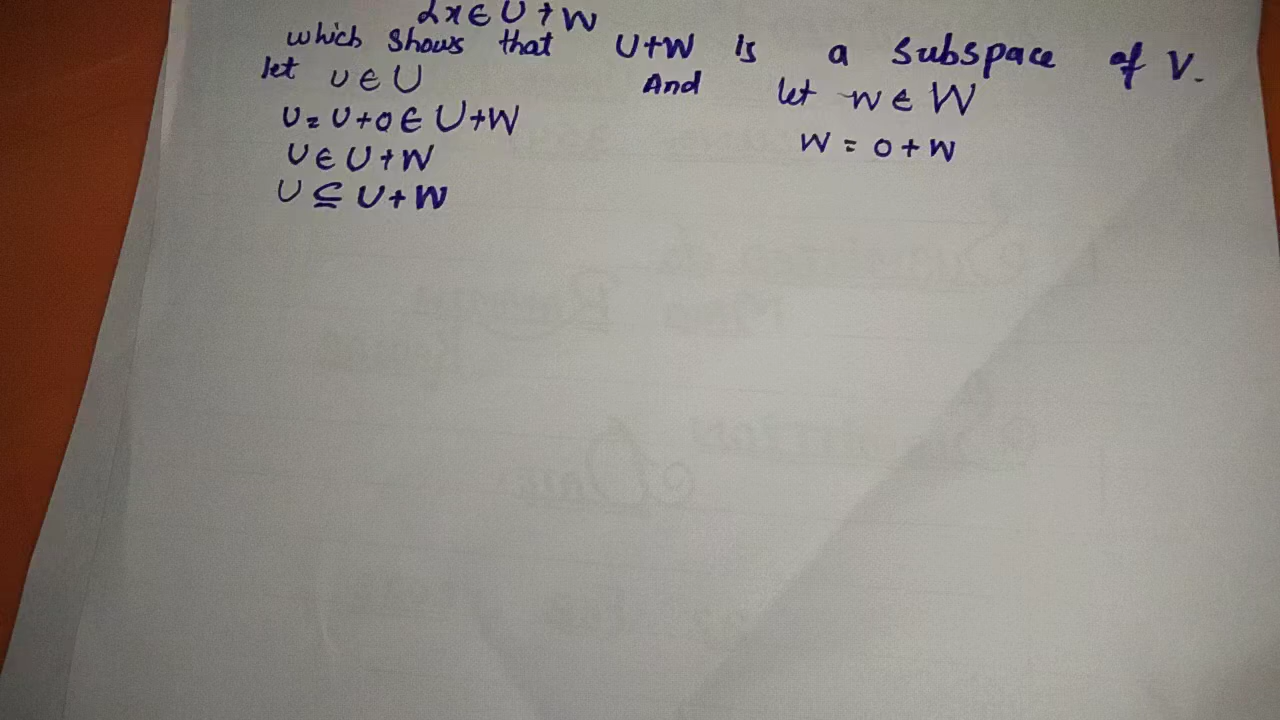 αx ∈ U + W
which shows that U+W is a subspace of V.
let u ∈ U And let w ∈ W
u = u+0 ∈ U+W w = 0+w
u ∈ U+W
U ⊆ U+W